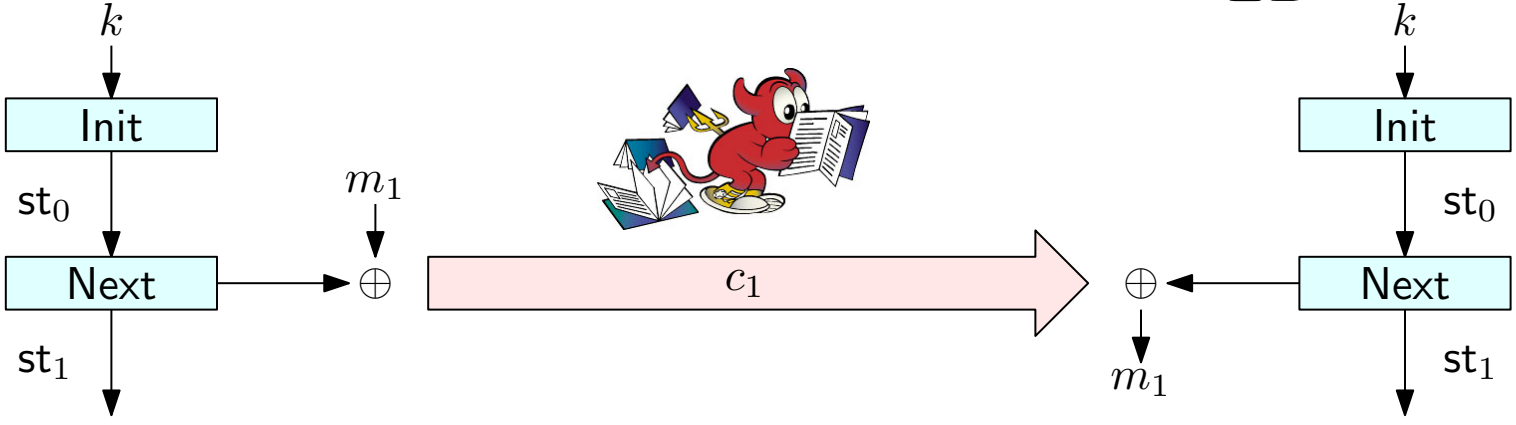 k k
Init Init
m₁
st₀ st₀
Next ⊕ c₁ ⊕ Next
st₁ m₁ st₁